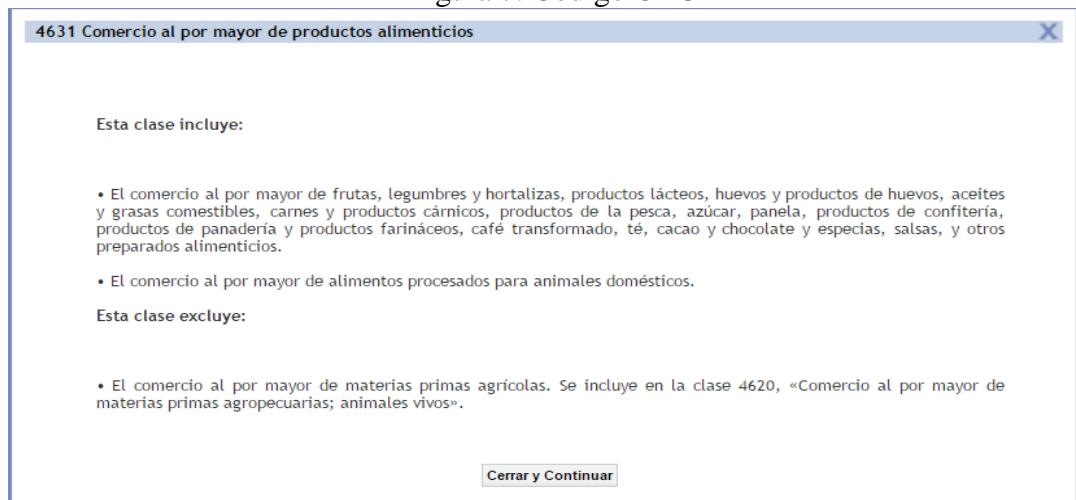 4631 Comercio al por mayor de productos alimenticios X
Esta clase incluye:
• El comercio al por mayor de frutas, legumbres y hortalizas, productos lácteos, huevos y productos de huevos, aceites
y grasas comestibles, carnes y productos cárnicos, productos de la pesca, azúcar, panela, productos de confitería,
productos de panadería y productos farináceos, café transformado, té, cacao y chocolate y especias, salsas, y otros
preparados alimenticios.
• El comercio al por mayor de alimentos procesados para animales domésticos.
Esta clase excluye:
• El comercio al por mayor de materias primas agrícolas. Se incluye en la clase 4620, «Comercio al por mayor de
materias primas agropecuarias; animales vivos».
Cerrar y Continuar